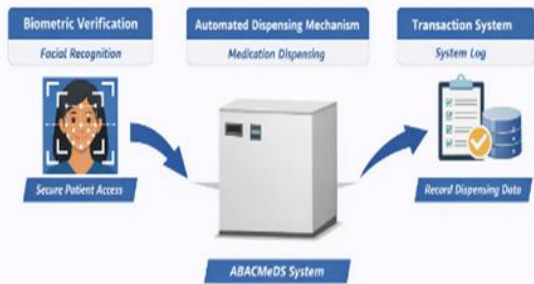 Biometric Verification
Facial Recognition
Secure Patient Access
Automated Dispensing Mechanism
Medication Dispensing
ABACMeDS System
Transaction System
System Log
Record Dispensing Data